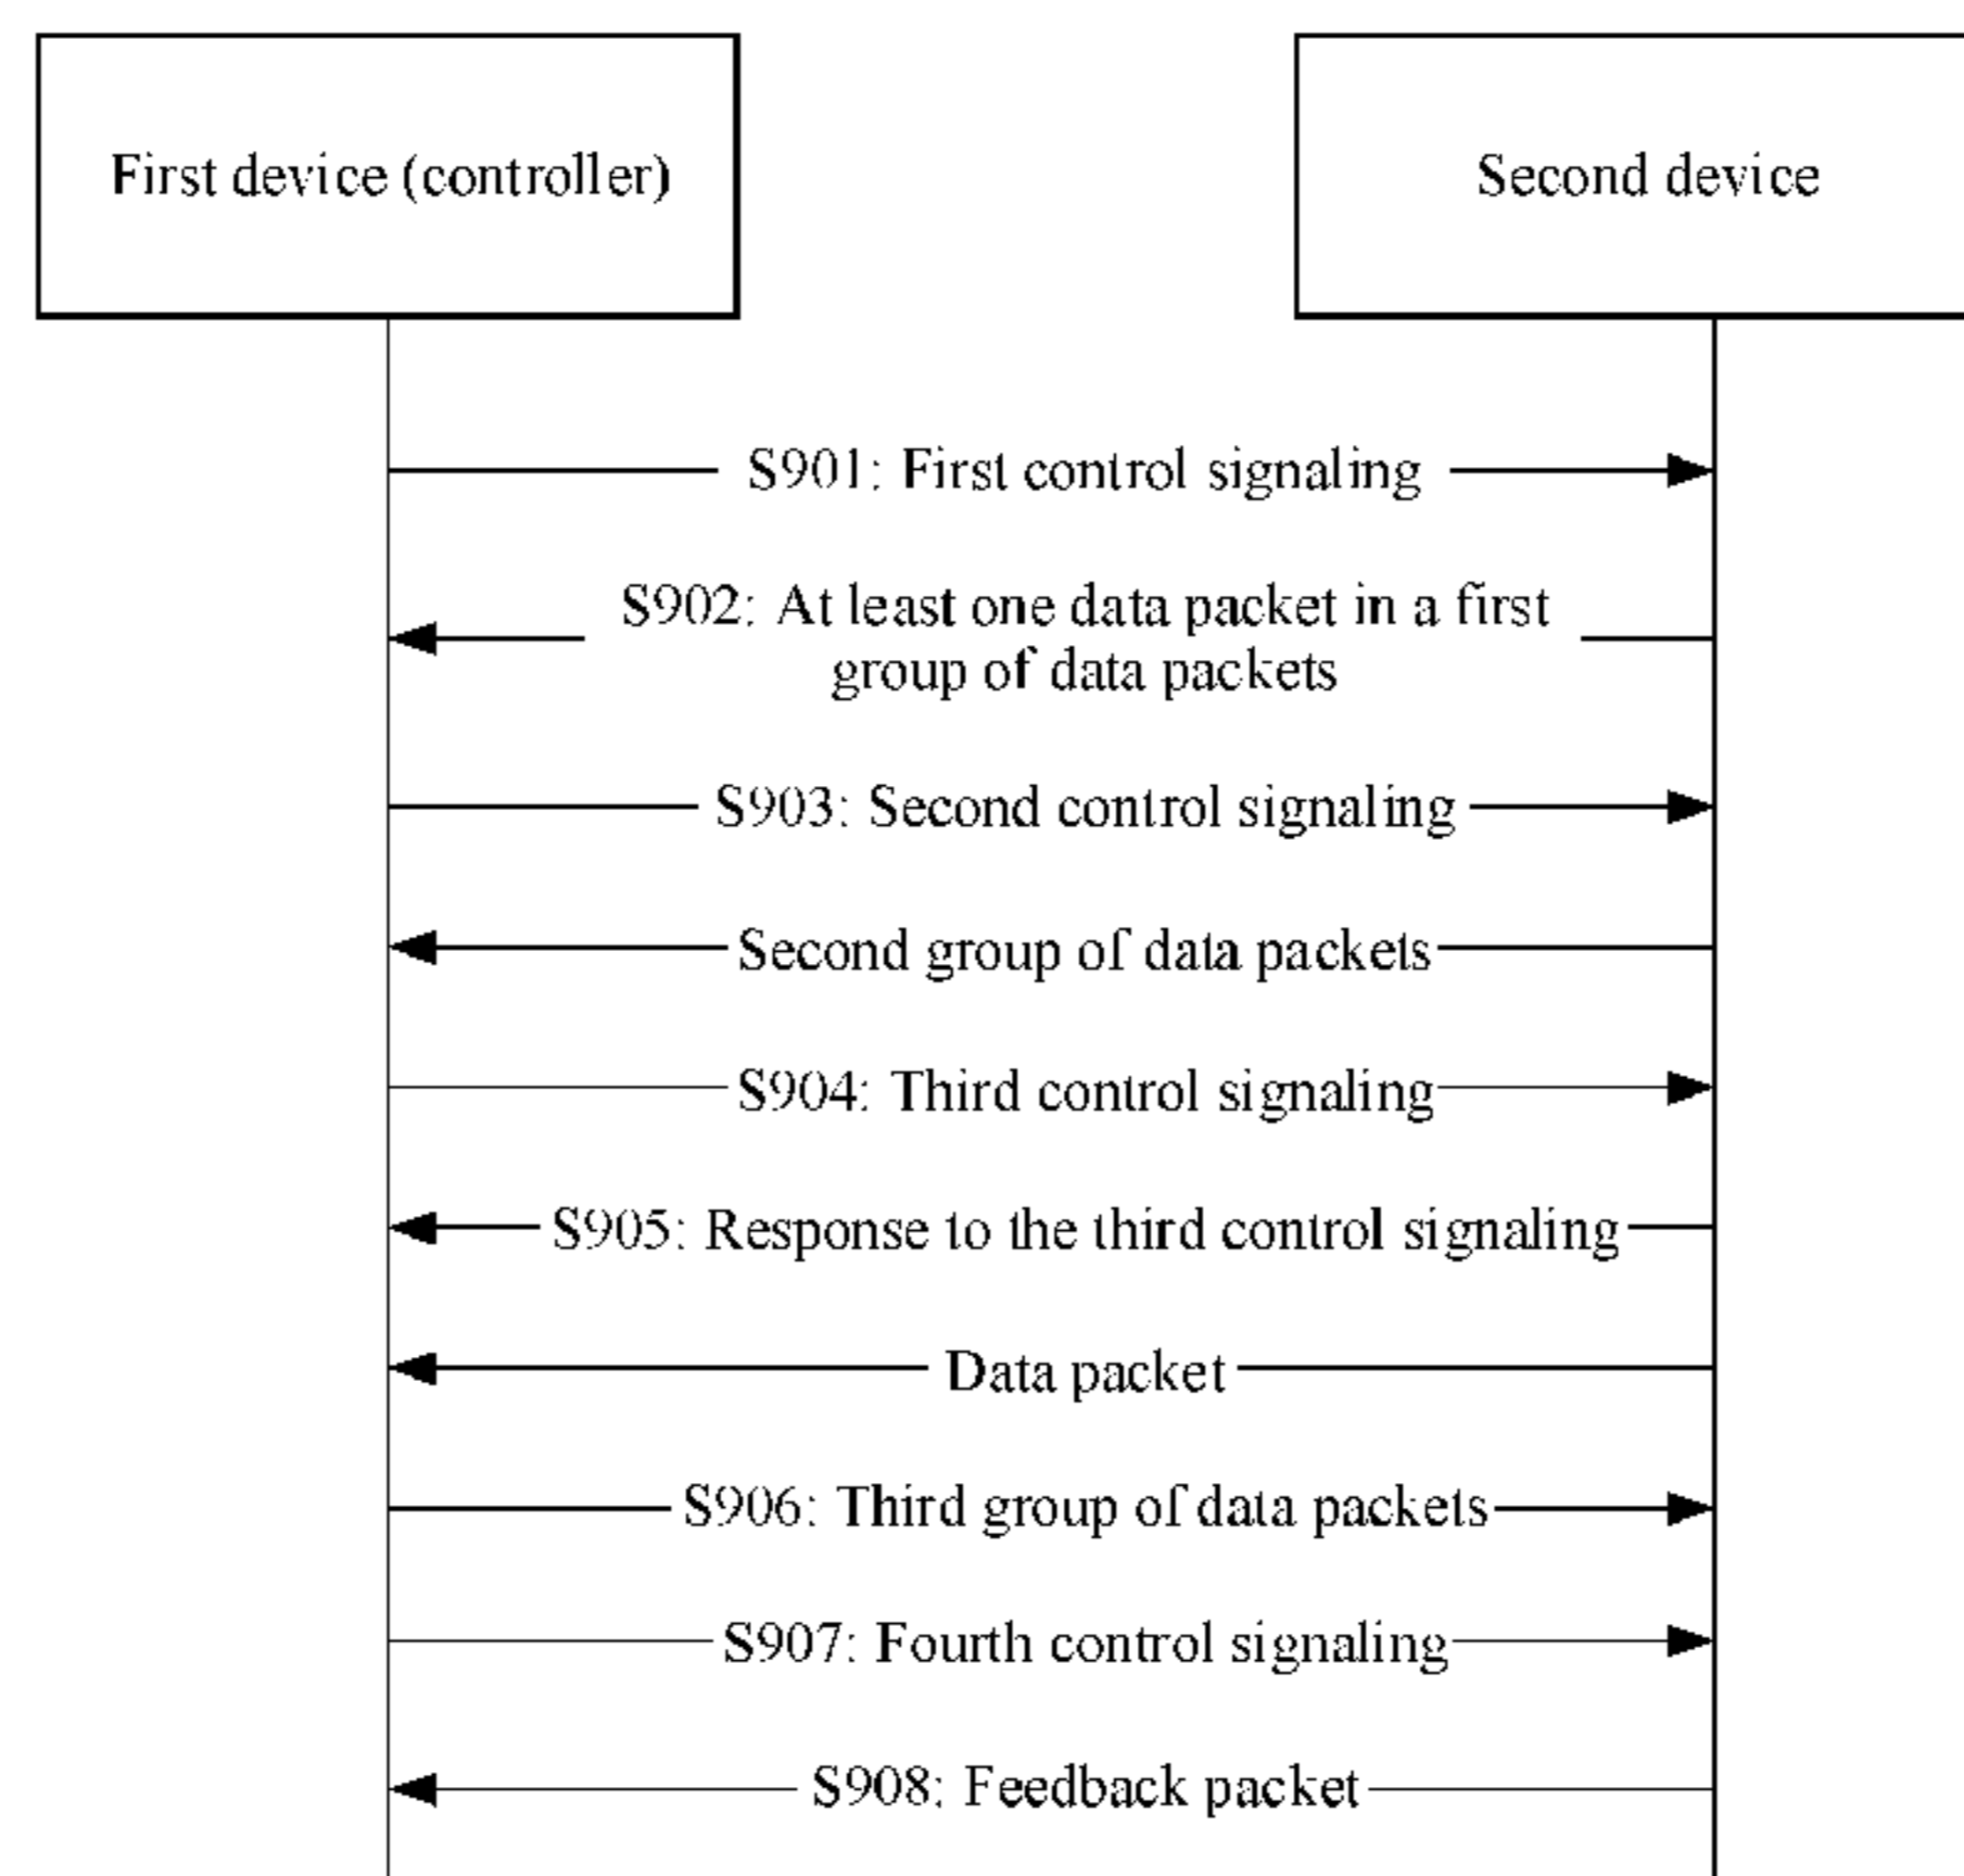 First device (controller)
Second device
S901: First control signaling
S902: At least one data packet in a first
group of data packets
S903: Second control signaling
Second group of data packets
S904: Third control signaling
S905: Response to the third control signaling
Data packet
S906: Third group of data packets
S907: Fourth control signaling
S908: Feedback packet